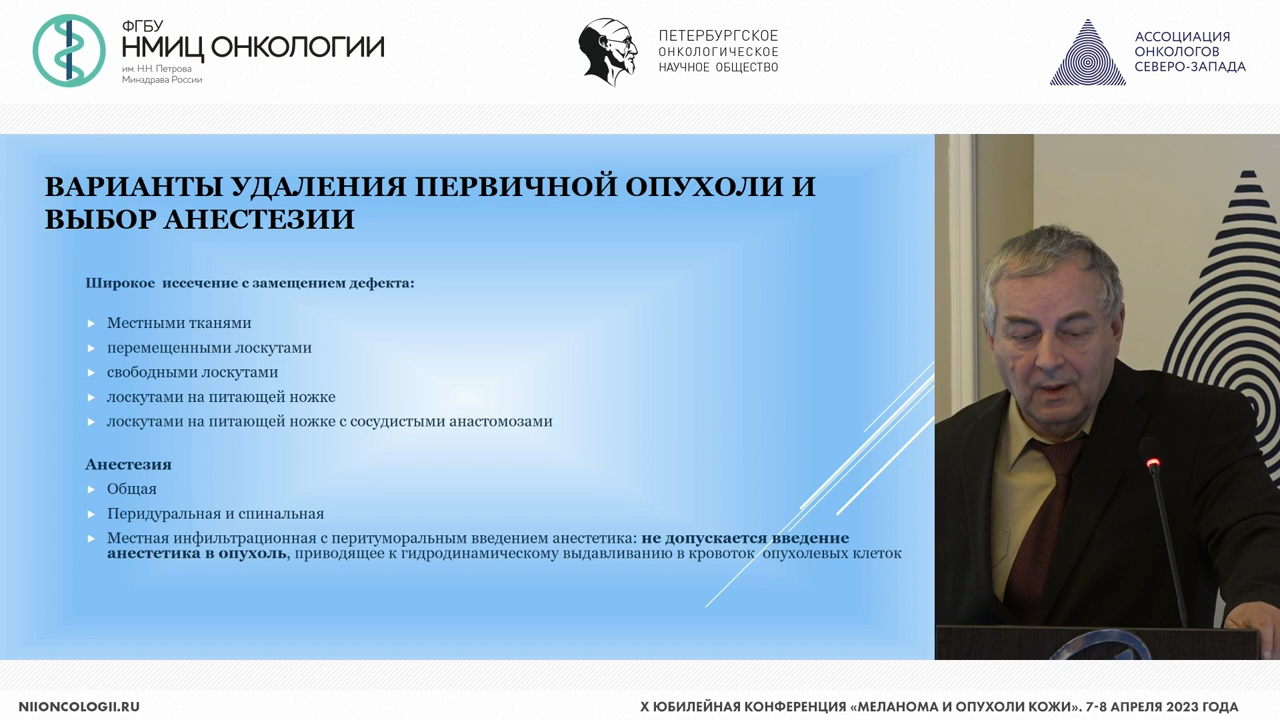 ФГБУ
НМИЦ ОНКОЛОГИИ
им. Н.Н. Петрова
Минздрава России
ПЕТЕРБУРГСКОЕ
ОНКОЛОГИЧЕСКОЕ
НАУЧНОЕ ОБЩЕСТВО
АССОЦИАЦИЯ
ОНКОЛОГОВ
СЕВЕРО-ЗАПАДА
ВАРИАНТЫ УДАЛЕНИЯ ПЕРВИЧНОЙ ОПУХОЛИ И
ВЫБОР АНЕСТЕЗИИ
Широкое иссечение с замещением дефекта:
Местными тканями
перемещенными лоскутами
свободными лоскутами
лоскутами на питающей ножке
лоскутами на питающей ножке с сосудистыми анастомозами
Анестезия
Общая
Перидуральная и спинальная
Местная инфильтрационная с перитуморальным введением анестетика: не допускается введение
анестетика в опухоль, приводящее к гидродинамическому выдавливанию в кровоток опухолевых клеток
NIIONCOLOGII.RU
X ЮБИЛЕЙНАЯ КОНФЕРЕНЦИЯ «МЕЛАНОМА И ОПУХОЛИ КОЖИ». 7-8 АПРЕЛЯ 2023 ГОДА